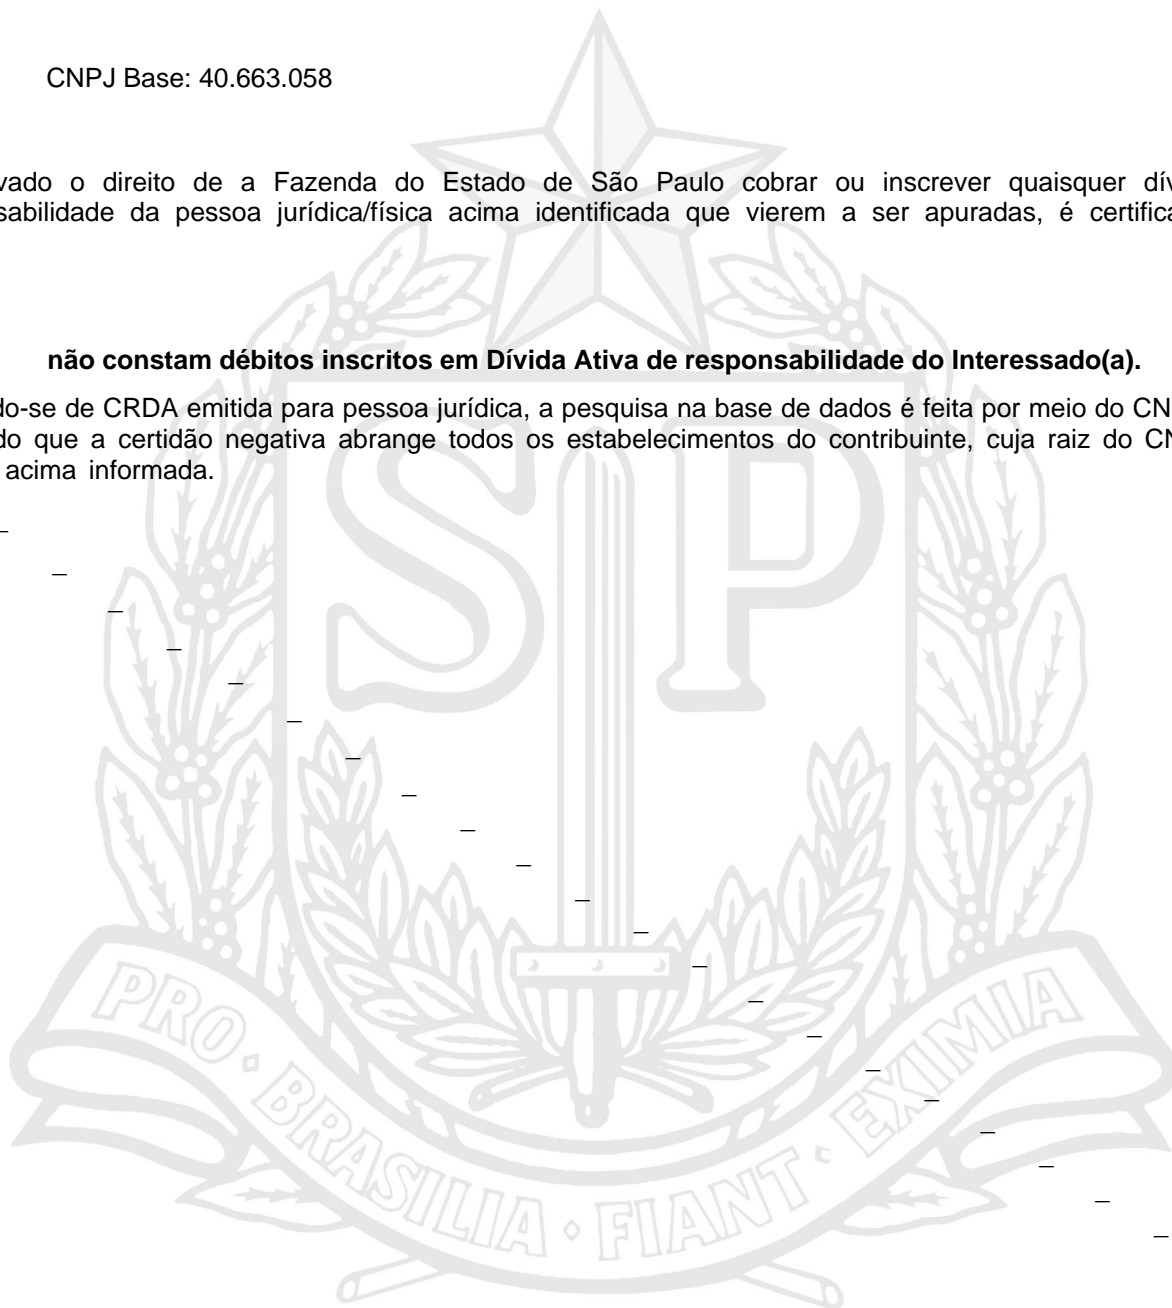 CNPJ Base: 40.663.058
vado o direito de a Fazenda do Estado de São Paulo cobrar ou inscrever quaisquer dív
sabilidade da pessoa jurídica/física acima identificada que vierem a ser apuradas, é certifica
não constam débitos inscritos em Dívida Ativa de responsabilidade do Interessado(a).
do-se de CRDA emitida para pessoa jurídica, a pesquisa na base de dados é feita por meio do CN
do que a certidão negativa abrange todos os estabelecimentos do contribuinte, cuja raiz do CN
acima informada.
SP
PRO • BRASILIA • FIANT • EXIMIA